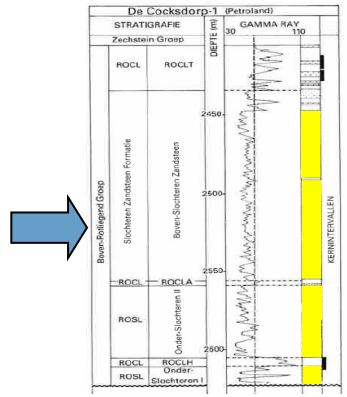 De Cocksdorp-1 (Petroland)
STRATIGRAFIE
DIEPTE (m)
GAMMA RAY
30
110
Zechstein Groep
Boven-Rotliegend Groep
ROCL
ROCLT
2450
Slochteren Zandsteen Formatie
Boven-Slochteren Zandsteen
2500
KERNINTERVALLEN
2550
ROCL
ROCLA
ROSL
Onder-Slochteren II
2600
ROCL
ROCLH
ROSL
Onder-
Slochteren I